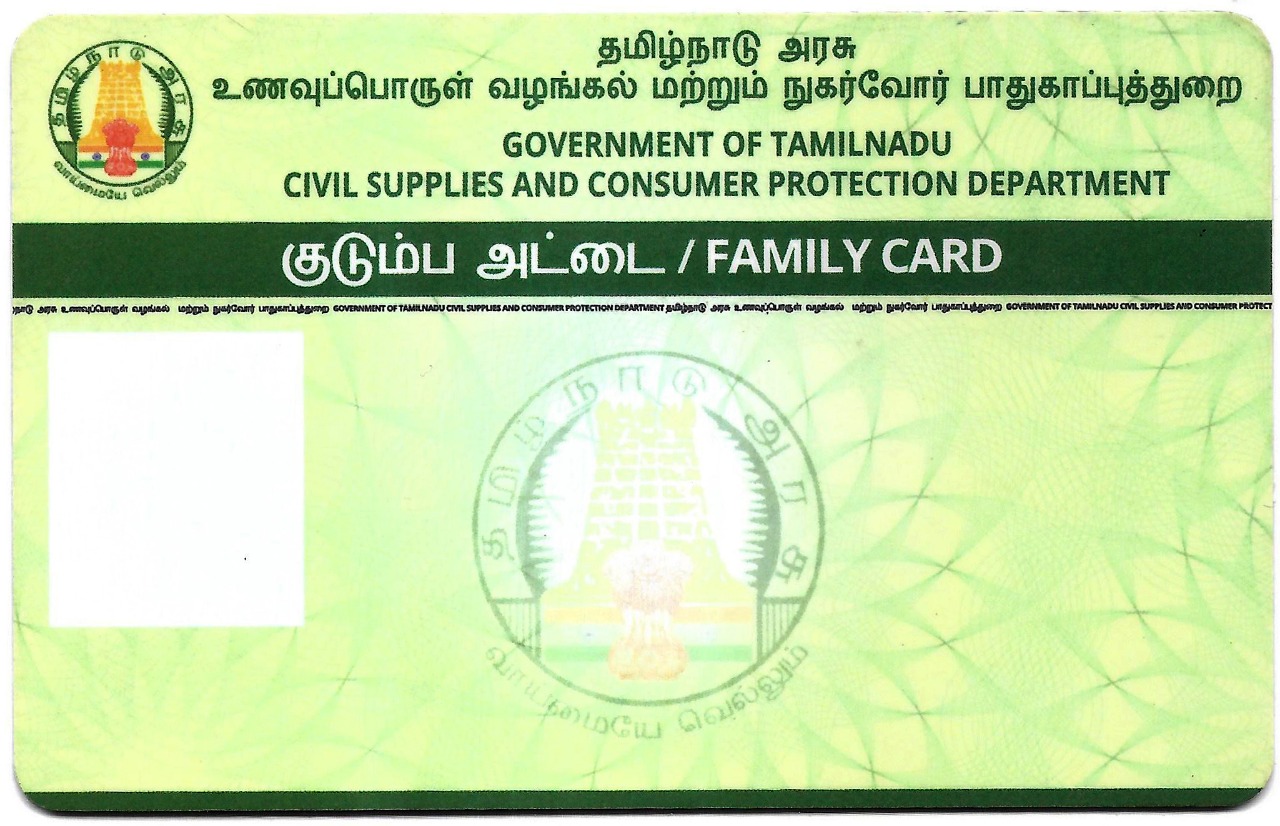 தமிழ்நாடு அரசு
வாய்மையே வெல்லும்
தமிழ்நாடு அரசு
உணவுப்பொருள் வழங்கல் மற்றும் நுகர்வோர் பாதுகாப்புத்துறை
GOVERNMENT OF TAMILNADU
CIVIL SUPPLIES AND CONSUMER PROTECTION DEPARTMENT
குடும்ப அட்டை / FAMILY CARD
நாடு அரசு உணவுப்பொருள் வழங்கல் மற்றும் நுகர்வோர் பாதுகாப்புத்துறை GOVERNMENT OF TAMILNADU CIVIL SUPPLIES AND CONSUMER PROTECTION DEPARTMENT தமிழ்நாடு அரசு உணவுப்பொருள் வழங்கல் மற்றும் நுகர்வோர் பாதுகாப்புத்துறை GOVERNMENT OF TAMILNADU CIVIL SUPPLIES AND CONSUMER PROTECT
தமிழ்நாடு அரசு
வாய்மையே வெல்லும்